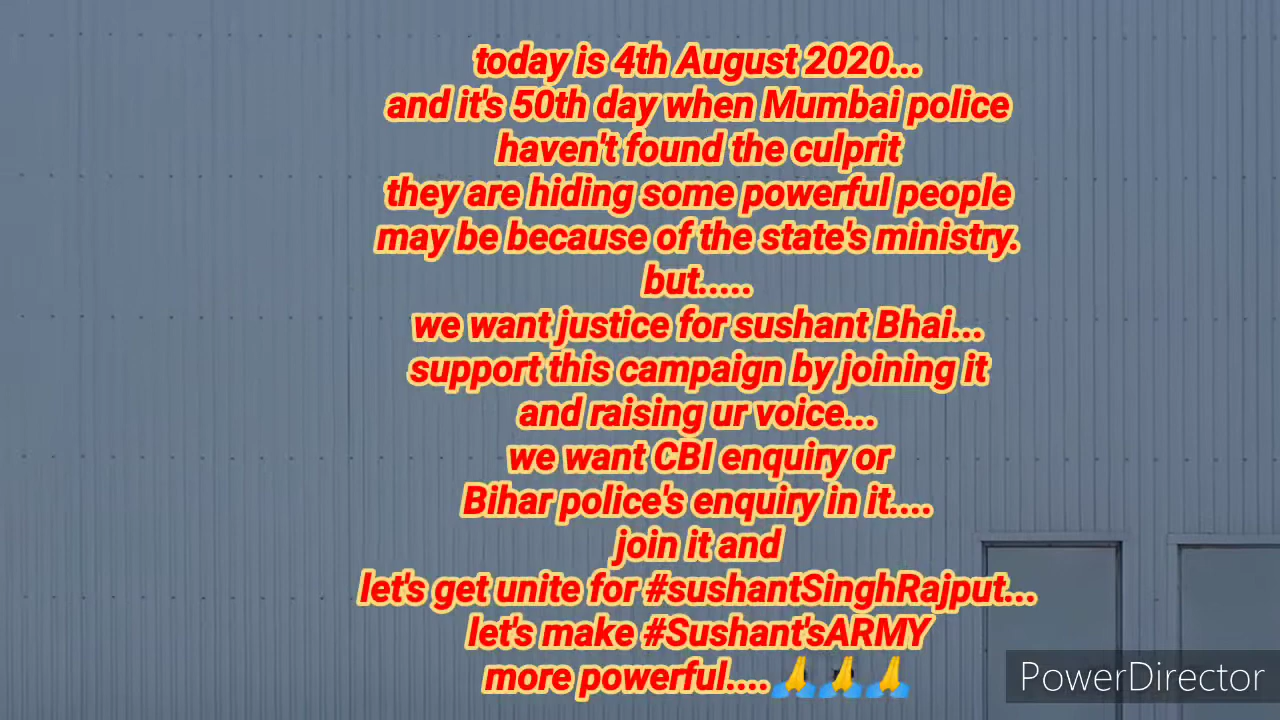 today is 4th August 2020...
and it's 50th day when Mumbai police
haven't found the culprit
they are hiding some powerful people
may be because of the state's ministry.
but.....
we want justice for sushant Bhai...
support this campaign by joining it
and raising ur voice...
we want CBI enquiry or
Bihar police's enquiry in it....
join it and
let's get unite for #sushantSinghRajput...
let's make #Sushant'sARMY
more powerful....🙏🙏🙏
PowerDirector